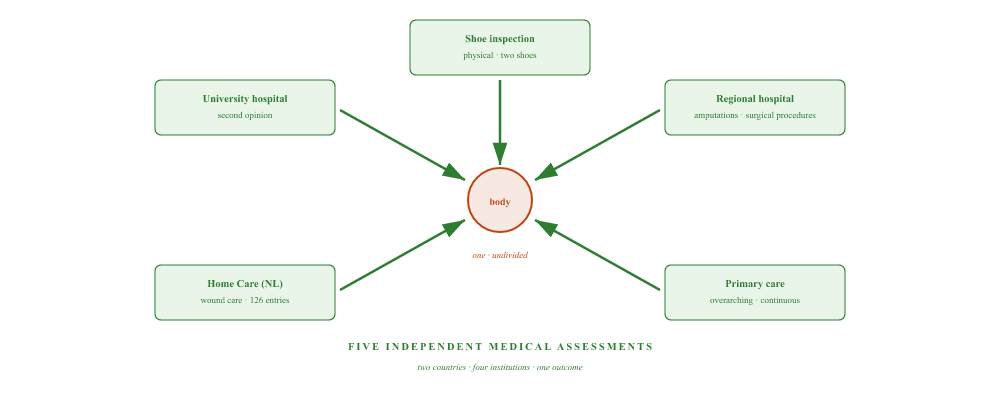 Shoe inspection
physical · two shoes
University hospital
second opinion
Regional hospital
amputations · surgical procedures
body
one · undivided
Home Care (NL)
wound care · 126 entries
Primary care
overarching · continuous
FIVE INDEPENDENT MEDICAL ASSESSMENTS
two countries · four institutions · one outcome